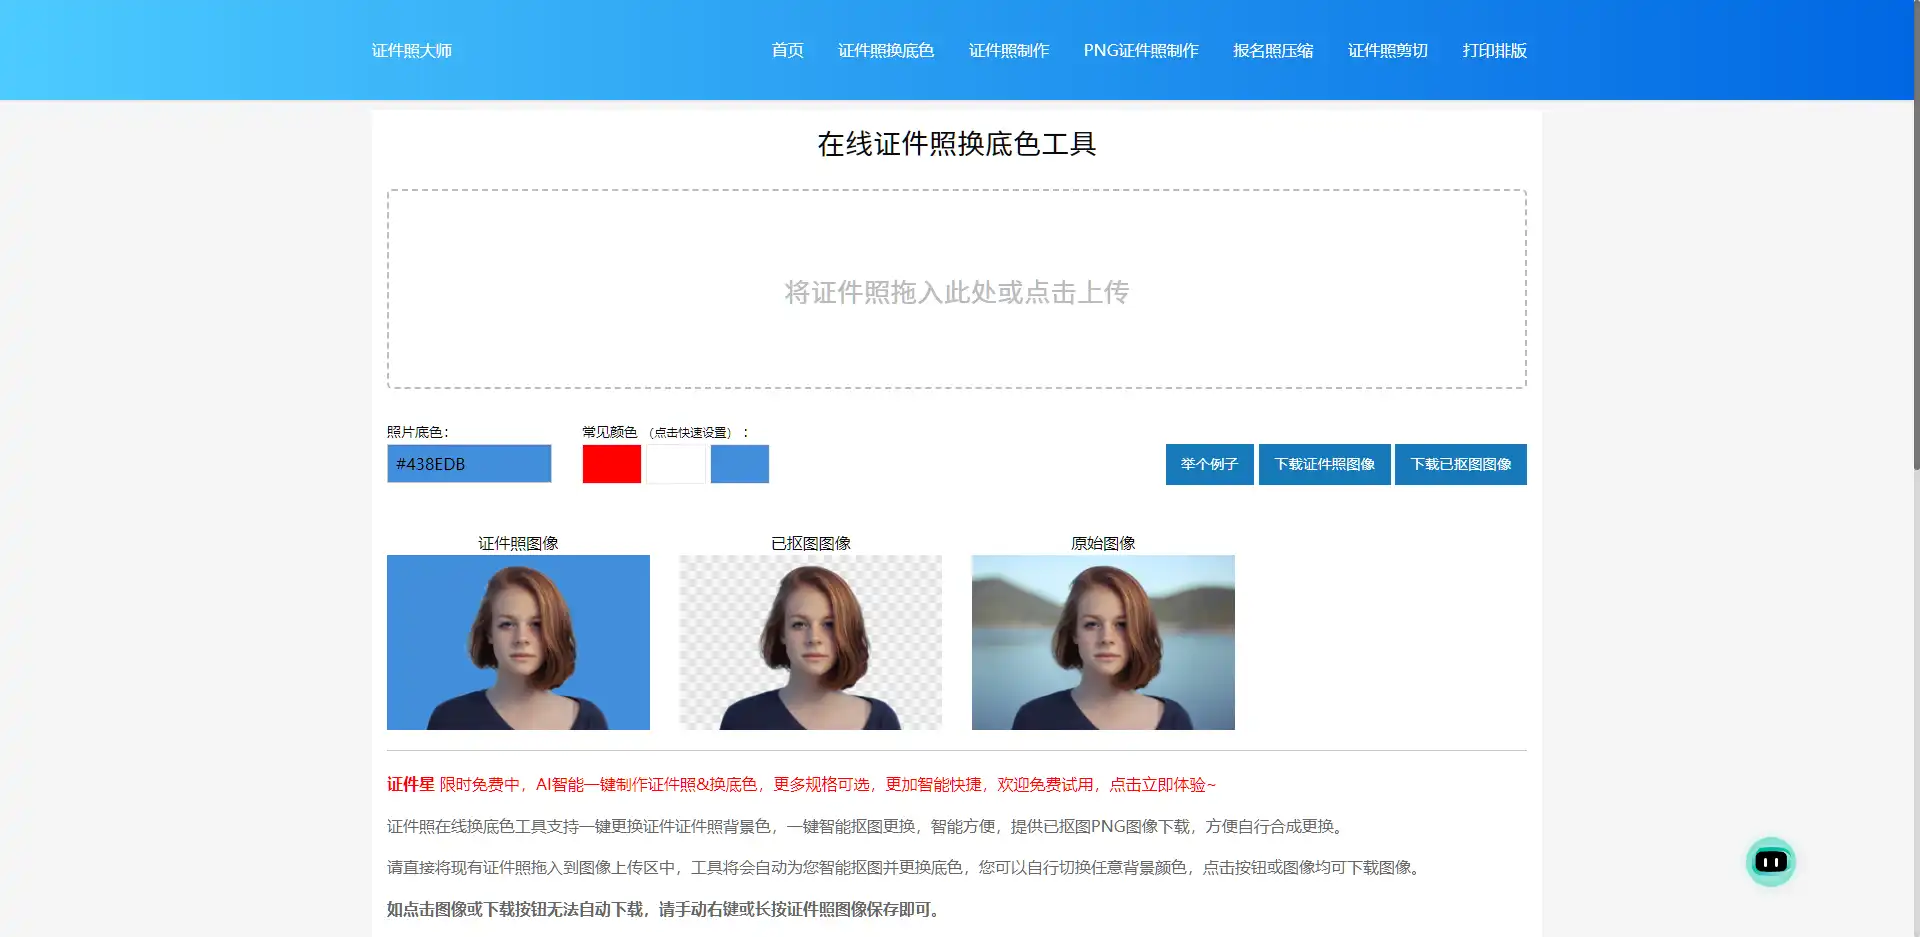 证件照大师
首页
证件照换底色
证件照制作
PNG证件照制作
报名照压缩
证件照剪切
打印排版
在线证件照换底色工具
将证件照拖入此处或点击上传
照片底色：
常见颜色 （点击快速设置）：
#438EDB
举个例子
下载证件照图像
下载已抠图图像
证件照图像
已抠图图像
原始图像
证件星 限时免费中，AI智能一键制作证件照&换底色，更多规格可选，更加智能快捷，欢迎免费试用，点击立即体验~
证件照在线换底色工具支持一键更换证件证件照背景色，一键智能抠图更换，智能方便，提供已抠图PNG图像下载，方便自行合成更换。
请直接将现有证件照拖入到图像上传区中，工具将会自动为您智能抠图并更换底色，您可以自行切换任意背景颜色，点击按钮或图像均可下载图像。
如点击图像或下载按钮无法自动下载，请手动右键或长按证件照图像保存即可。